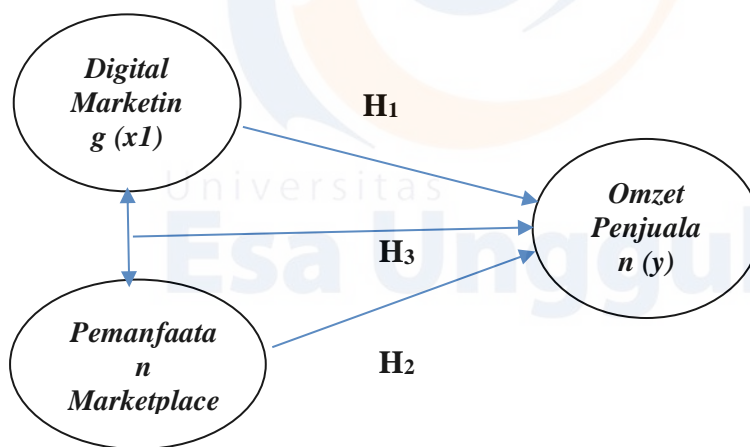 Digital
Marketin
g (x1)
H1
Universitas
Esa Unggul
Omzet
Penjuala
n (y)
H3
Pemanfaata
n
Marketplace
H2